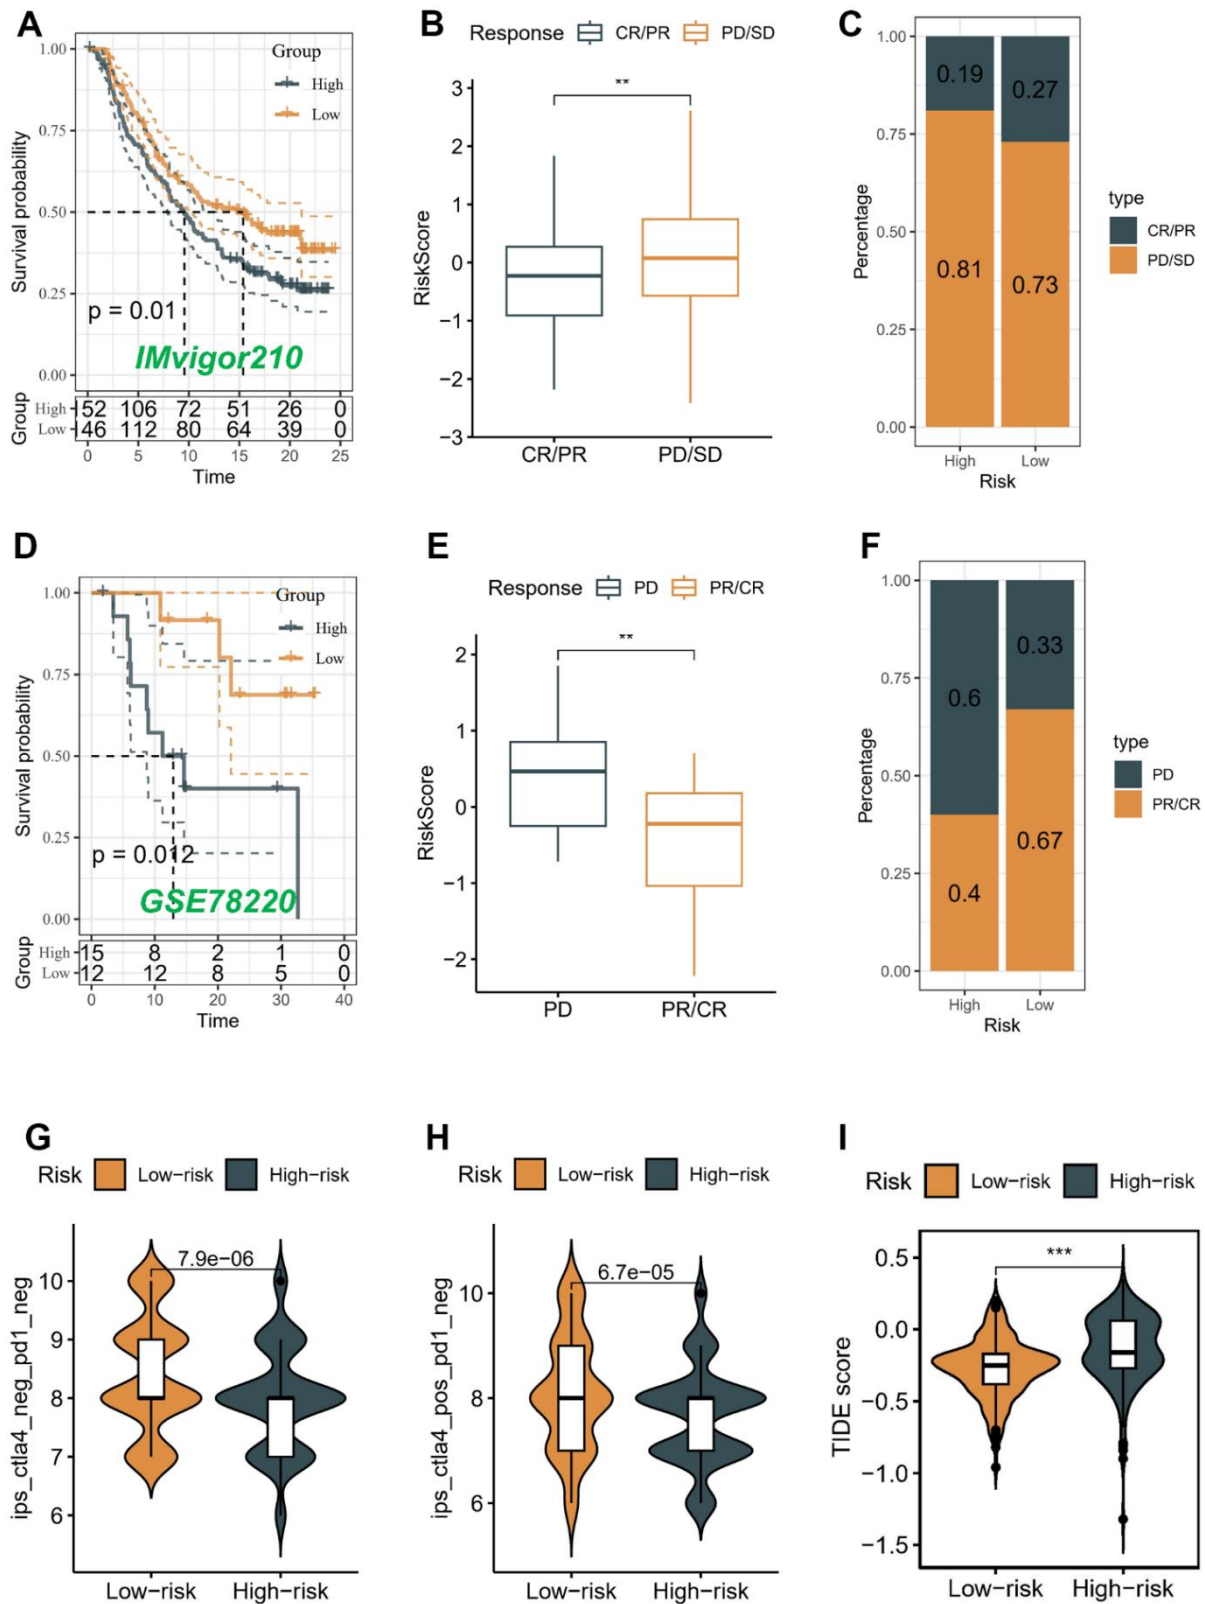 A
Group
High
Low
Survival probability
1.00
0.75
0.50
0.25
0.00
p = 0.01
IMvigor210
Group
High 152 106 72 51 26 0
Low 146 112 80 64 39 0
0 5 10 15 20 25
Time
B
Response CR/PR PD/SD
**
RiskScore
3
2
1
0
−1
−2
−3
CR/PR PD/SD
C
Percentage
1.00
0.75
0.50
0.25
0.00
0.19 0.27
0.81 0.73
High Low
Risk
type
CR/PR
PD/SD
D
Group
High
Low
Survival probability
1.00
0.75
0.50
0.25
0.00
p = 0.012
GSE78220
Group
High 15 8 2 1 0
Low 12 12 8 5 0
0 10 20 30 40
Time
E
Response PD PR/CR
**
RiskScore
2
1
0
−1
−2
PD PR/CR
F
Percentage
1.00
0.75
0.50
0.25
0.00
0.6 0.33
0.4 0.67
High Low
Risk
type
PD
PR/CR
G
Risk Low−risk High−risk
7.9e−06
ips_ctla4_neg_pd1_neg
10
9
8
7
6
Low−risk High−risk
H
Risk Low−risk High−risk
6.7e−05
ips_ctla4_pos_pd1_neg
10
8
6
Low−risk High−risk
I
Risk Low−risk High−risk
***
TIDE score
0.5
0.0
−0.5
−1.0
−1.5
Low−risk High−risk